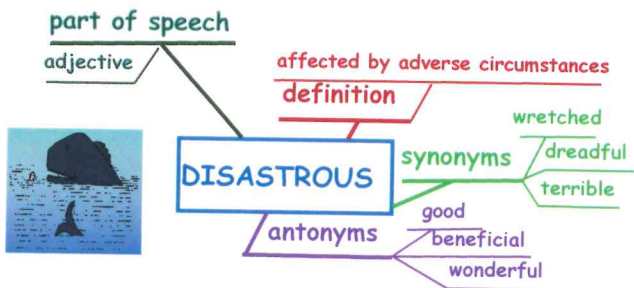 part of speech
adjective
affected by adverse circumstances
definition
DISASTROUS
synonyms
wretched
dreadful
terrible
antonyms
good
beneficial
wonderful